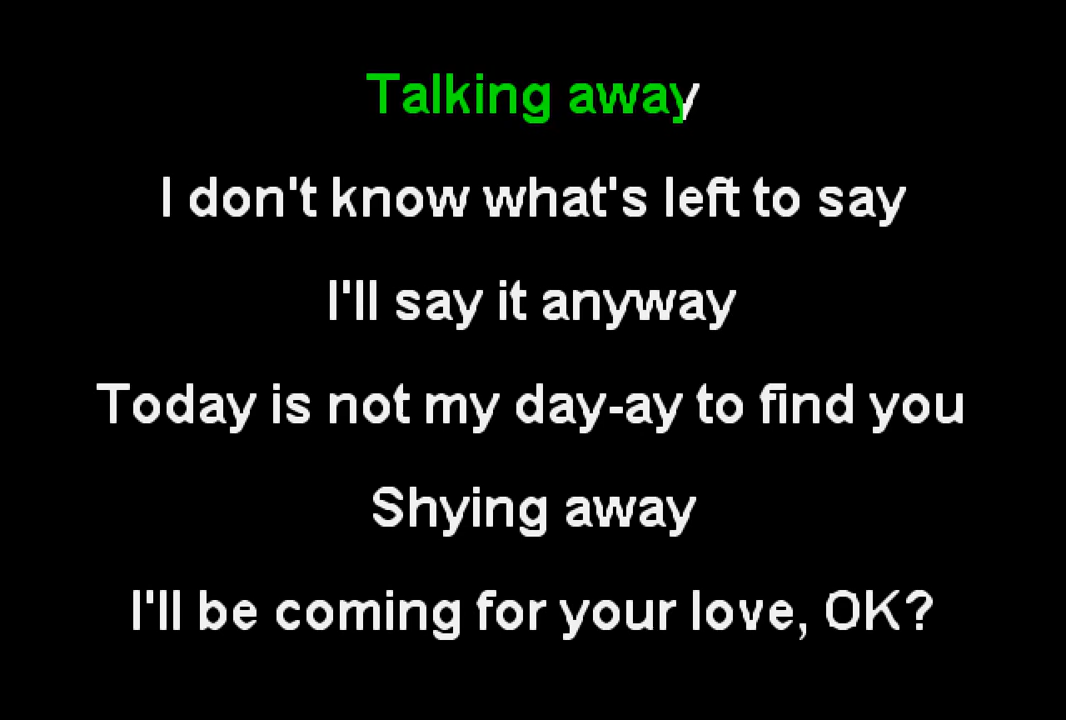 Talking away
I don't know what's left to say
I'll say it anyway
Today is not my day-ay to find you
Shying away
I'll be coming for your love, OK?